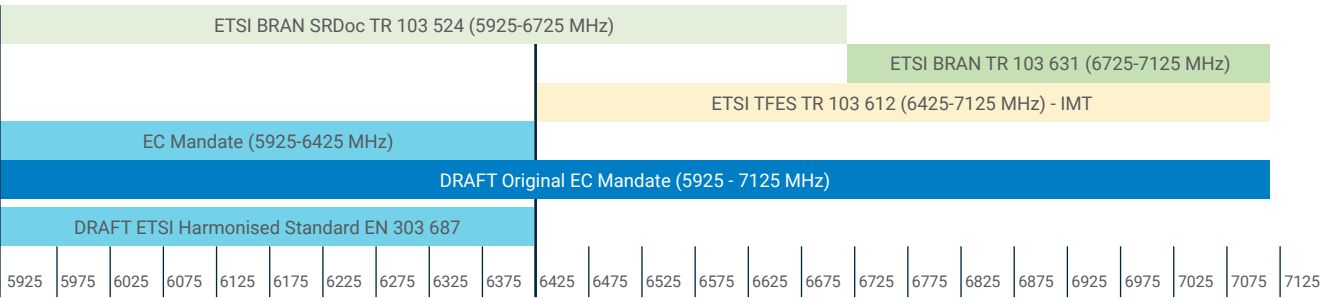 ETSI BRAN SRDoc TR 103 524 (5925-6725 MHz)
ETSI BRAN TR 103 631 (6725-7125 MHz)
ETSI TFES TR 103 612 (6425-7125 MHz) - IMT
EC Mandate (5925-6425 MHz)
DRAFT Original EC Mandate (5925 - 7125 MHz)
DRAFT ETSI Harmonised Standard EN 303 687
5925 5975 6025 6075 6125 6175 6225 6275 6325 6375 6425 6475 6525 6575 6625 6675 6725 6775 6825 6875 6925 6975 7025 7075 7125